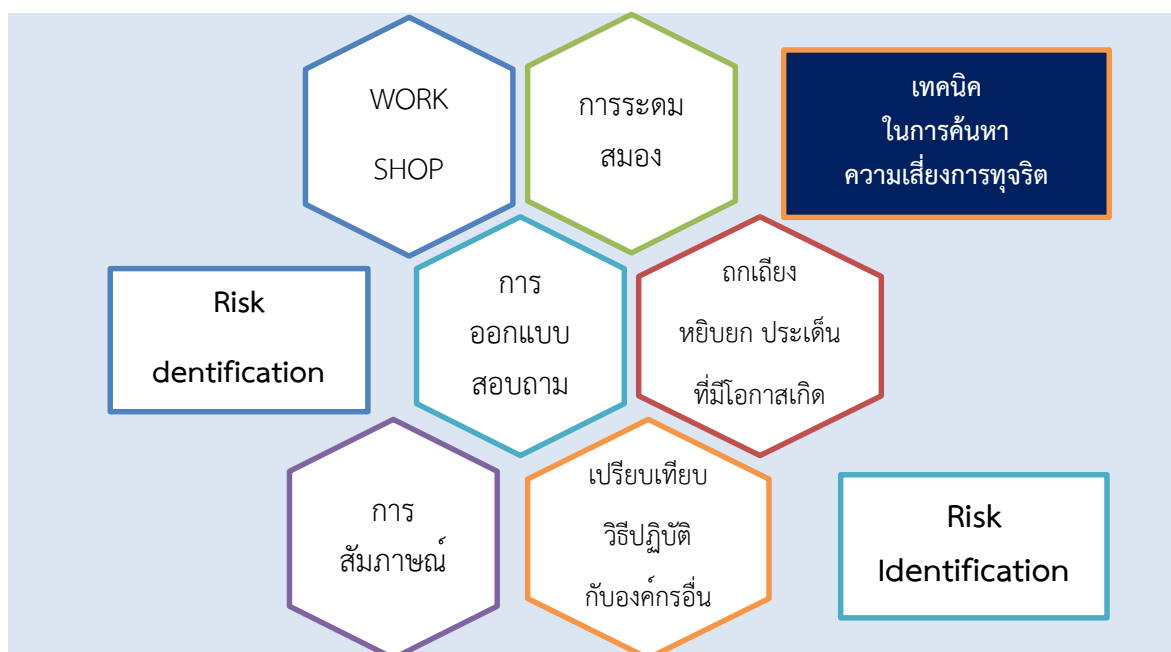 WORK
SHOP
การระดม
สมอง
เทคนิค
ในการค้นหา
ความเสี่ยงการทุจริต
Risk
dentification
การ
ออกแบบ
สอบถาม
ถกเถียง
หยิบยก ประเด็น
ที่มีโอกาสเกิด
การ
สัมภาษณ์
เปรียบเทียบ
วิธีปฏิบัติ
กับองค์กรอื่น
Risk
Identification